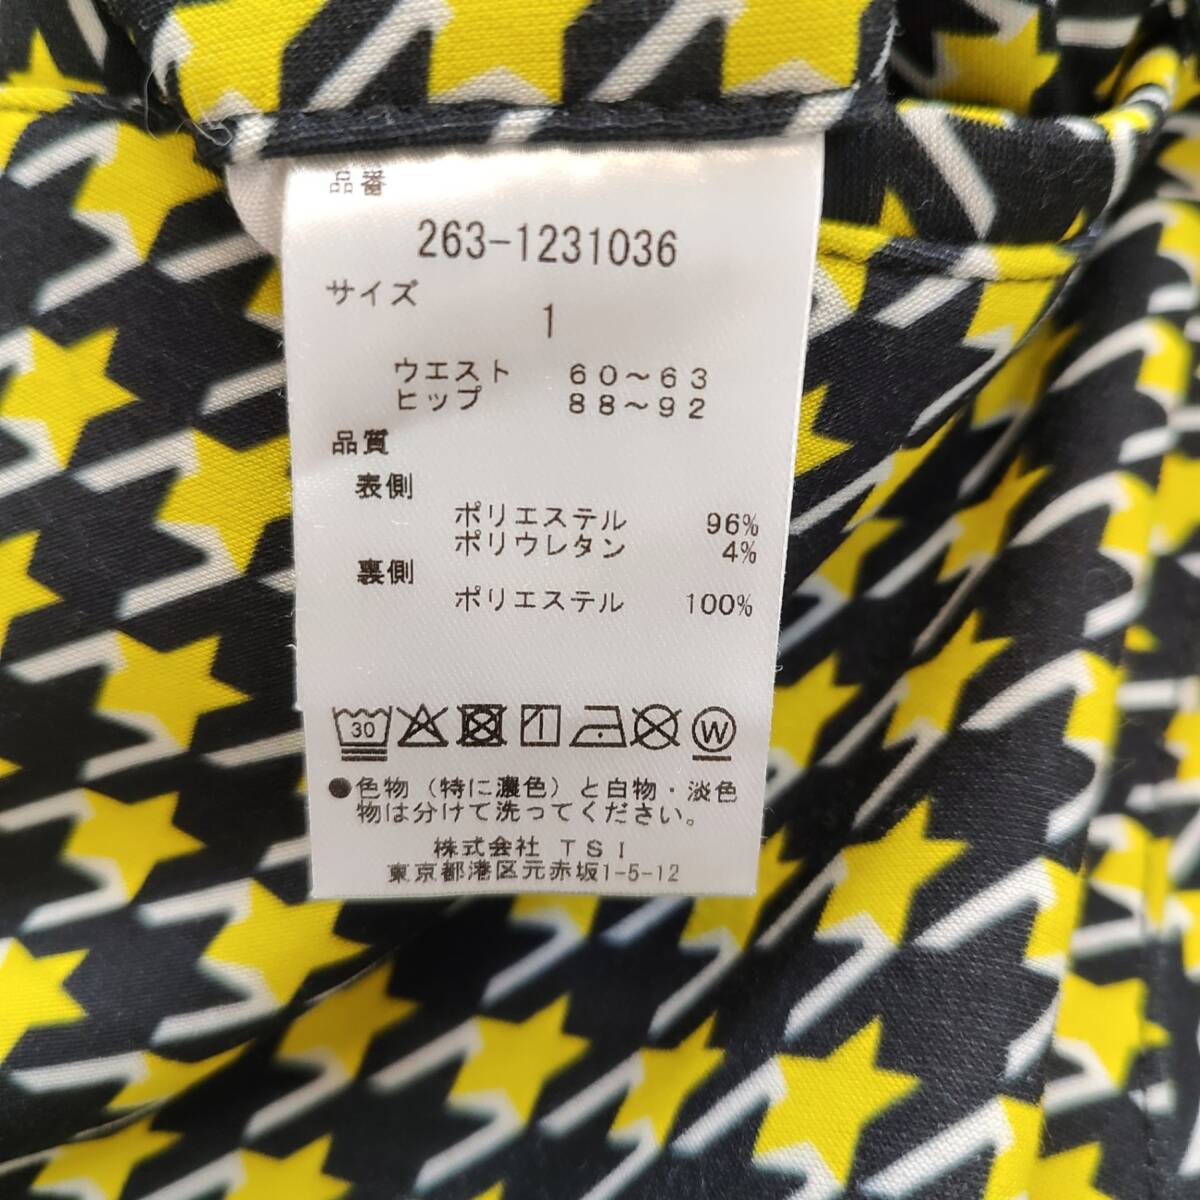 品番
263-1231036
サイズ
1
ウエスト 60～63
ヒップ 88～92
品質
表側
ポリエステル 96%
ポリウレタン 4%
裏側
ポリエステル 100%
30 W
●色物（特に濃色）と白物・淡色
物は分けて洗ってください。
株式会社 TSI
東京都港区元赤坂1-5-12